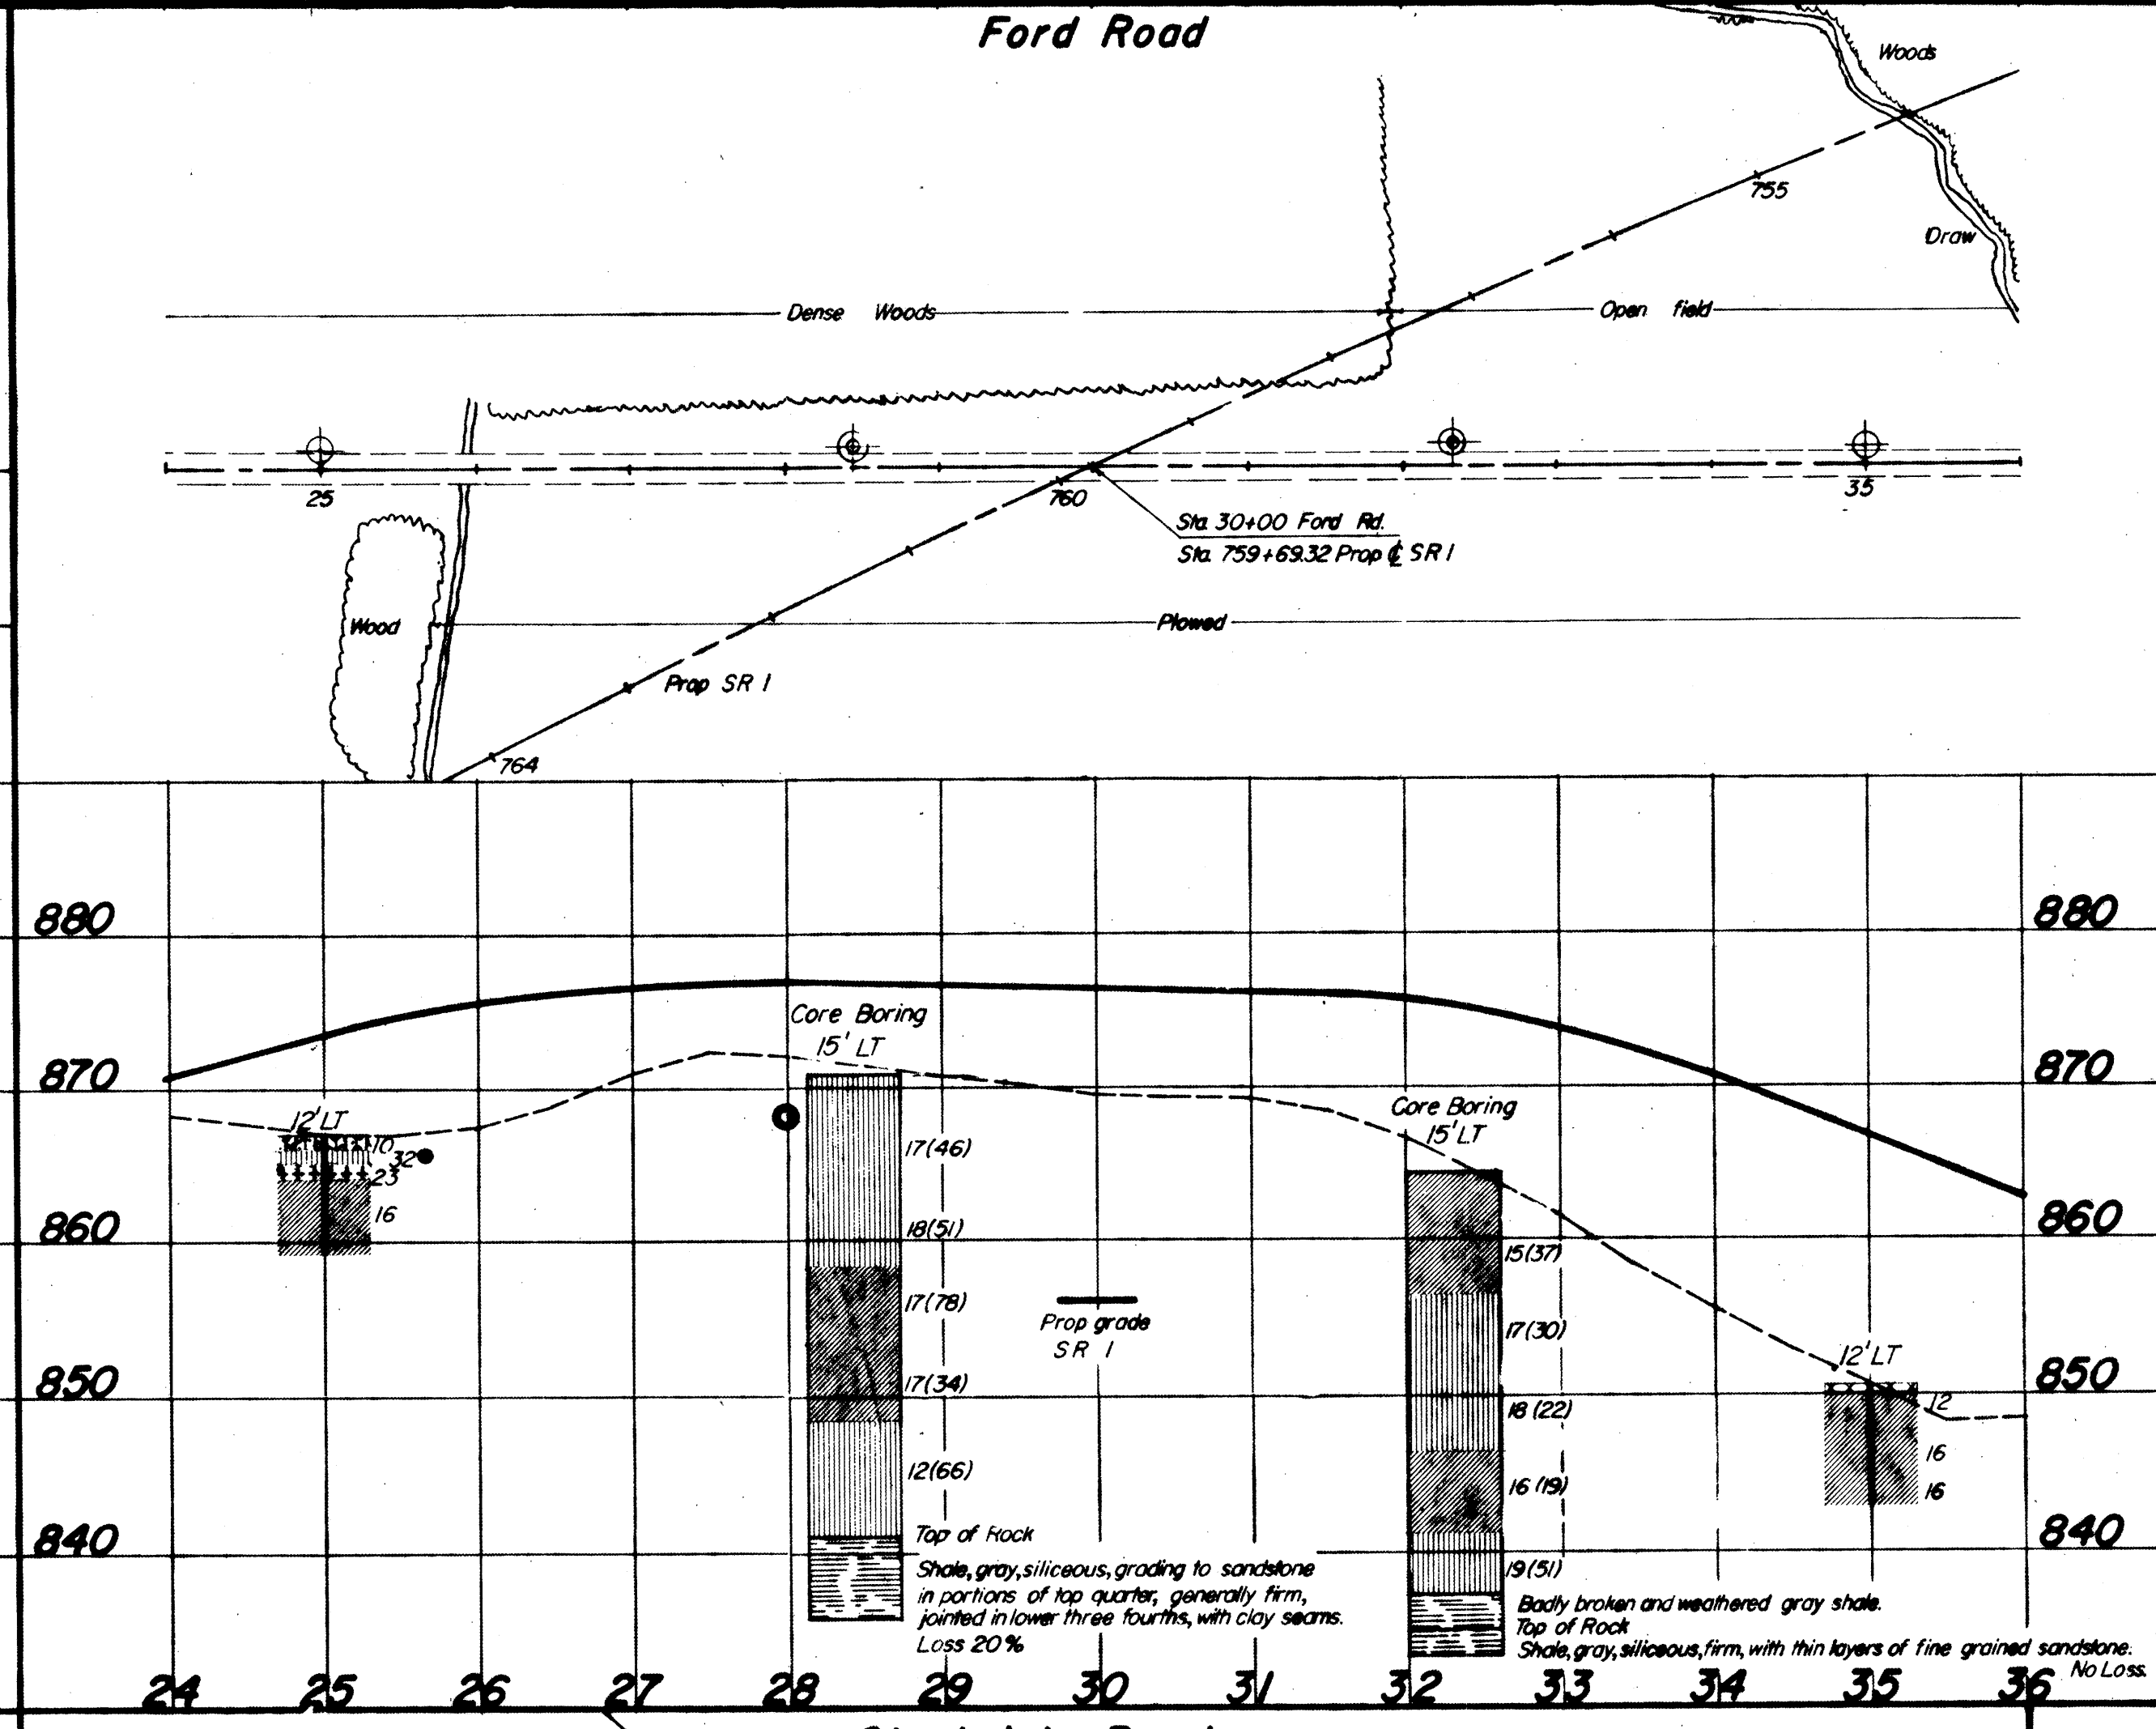 Ford Road
Woods
755
Draw
Dense Woods
Open field
25
760
35
Sta. 30+00 Ford Rd.
Sta. 759+69.32 Prop ℄ SR 1
Wood
Plowed
Prop SR 1
764
880
880
Core Boring
15' LT
870
870
12' LT
Core Boring
15' LT
10
32
23
16
17(46)
860
18(51)
860
15(37)
17(78)
Prop grade
SR 1
17(30)
12' LT
850
17(34)
850
12
18(22)
16
12(66)
16(19)
16
840
Top of Rock
840
Shale, gray, siliceous, grading to sandstone
in portions of top quarter, generally firm,
jointed in lower three fourths, with clay seams.
Loss 20%
19(51)
Badly broken and weathered gray shale.
Top of Rock
Shale, gray, siliceous, firm, with thin layers of fine grained sandstone.
No Loss.
24 25 26 27 28 29 30 31 32 33 34 35 36